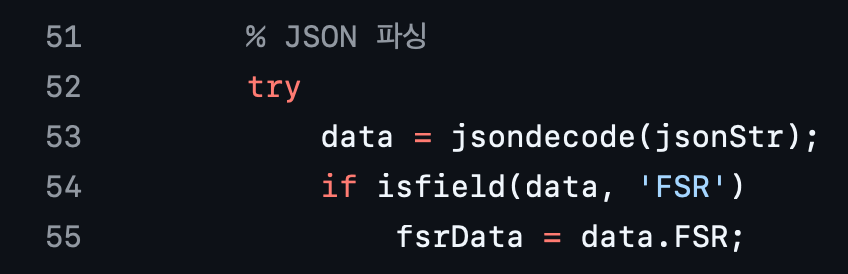 51 % JSON 파싱
52 try
53 data = jsondecode(jsonStr);
54 if isfield(data, 'FSR')
55 fsrData = data.FSR;